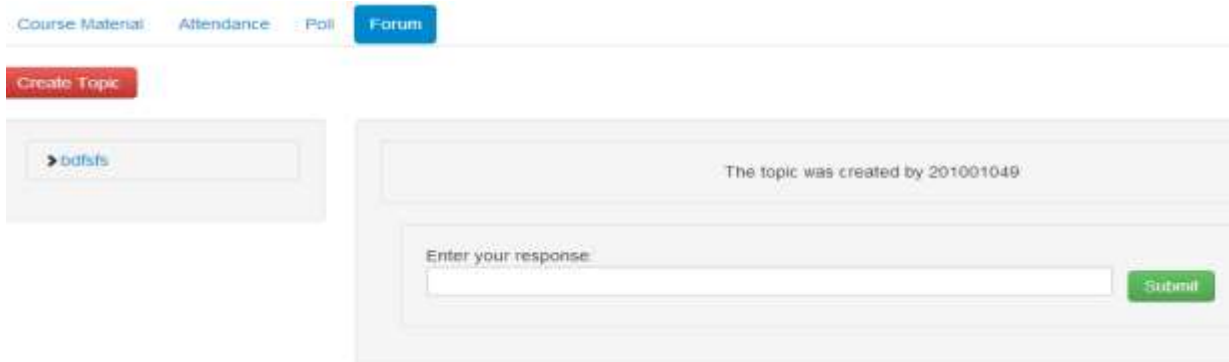 Course Material Attendance Poll Forum
Create Topic
bdfsfs
The topic was created by 201001049
Enter your response:
Submit